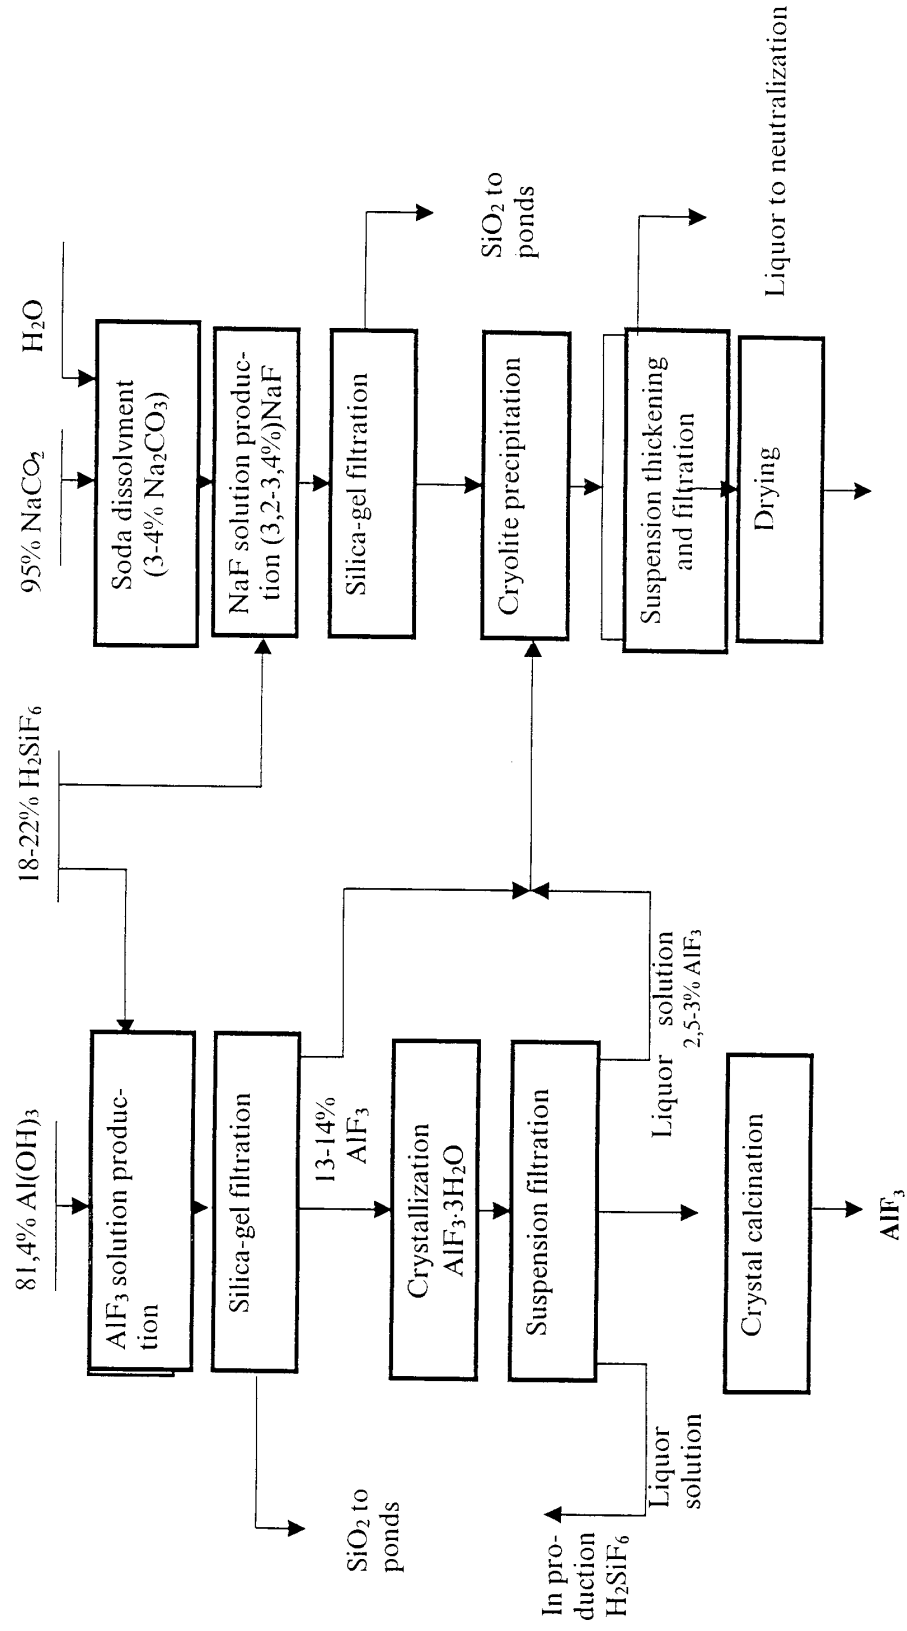 81,4% Al(OH)₃
18-22% H₂SiF₆
95% NaCO₂
H₂O
AlF₃ solution produc-
tion
Soda dissolvment
(3-4% Na₂CO₃)
Silica-gel filtration
NaF solution produc-
tion (3,2-3,4%)NaF
SiO₂ to
ponds
13-14%
AlF₃
Silica-gel filtration
SiO₂ to
ponds
Crystallization
AlF₃·3H₂O
Cryolite precipitation
Suspension filtration
In pro-
duction
H₂SiF₆
Liquor
solution
Liquor solution
2,5-3% AlF₃
Suspension thickening
and filtration
Liquor to neutralization
Crystal calcination
Drying
AlF₃